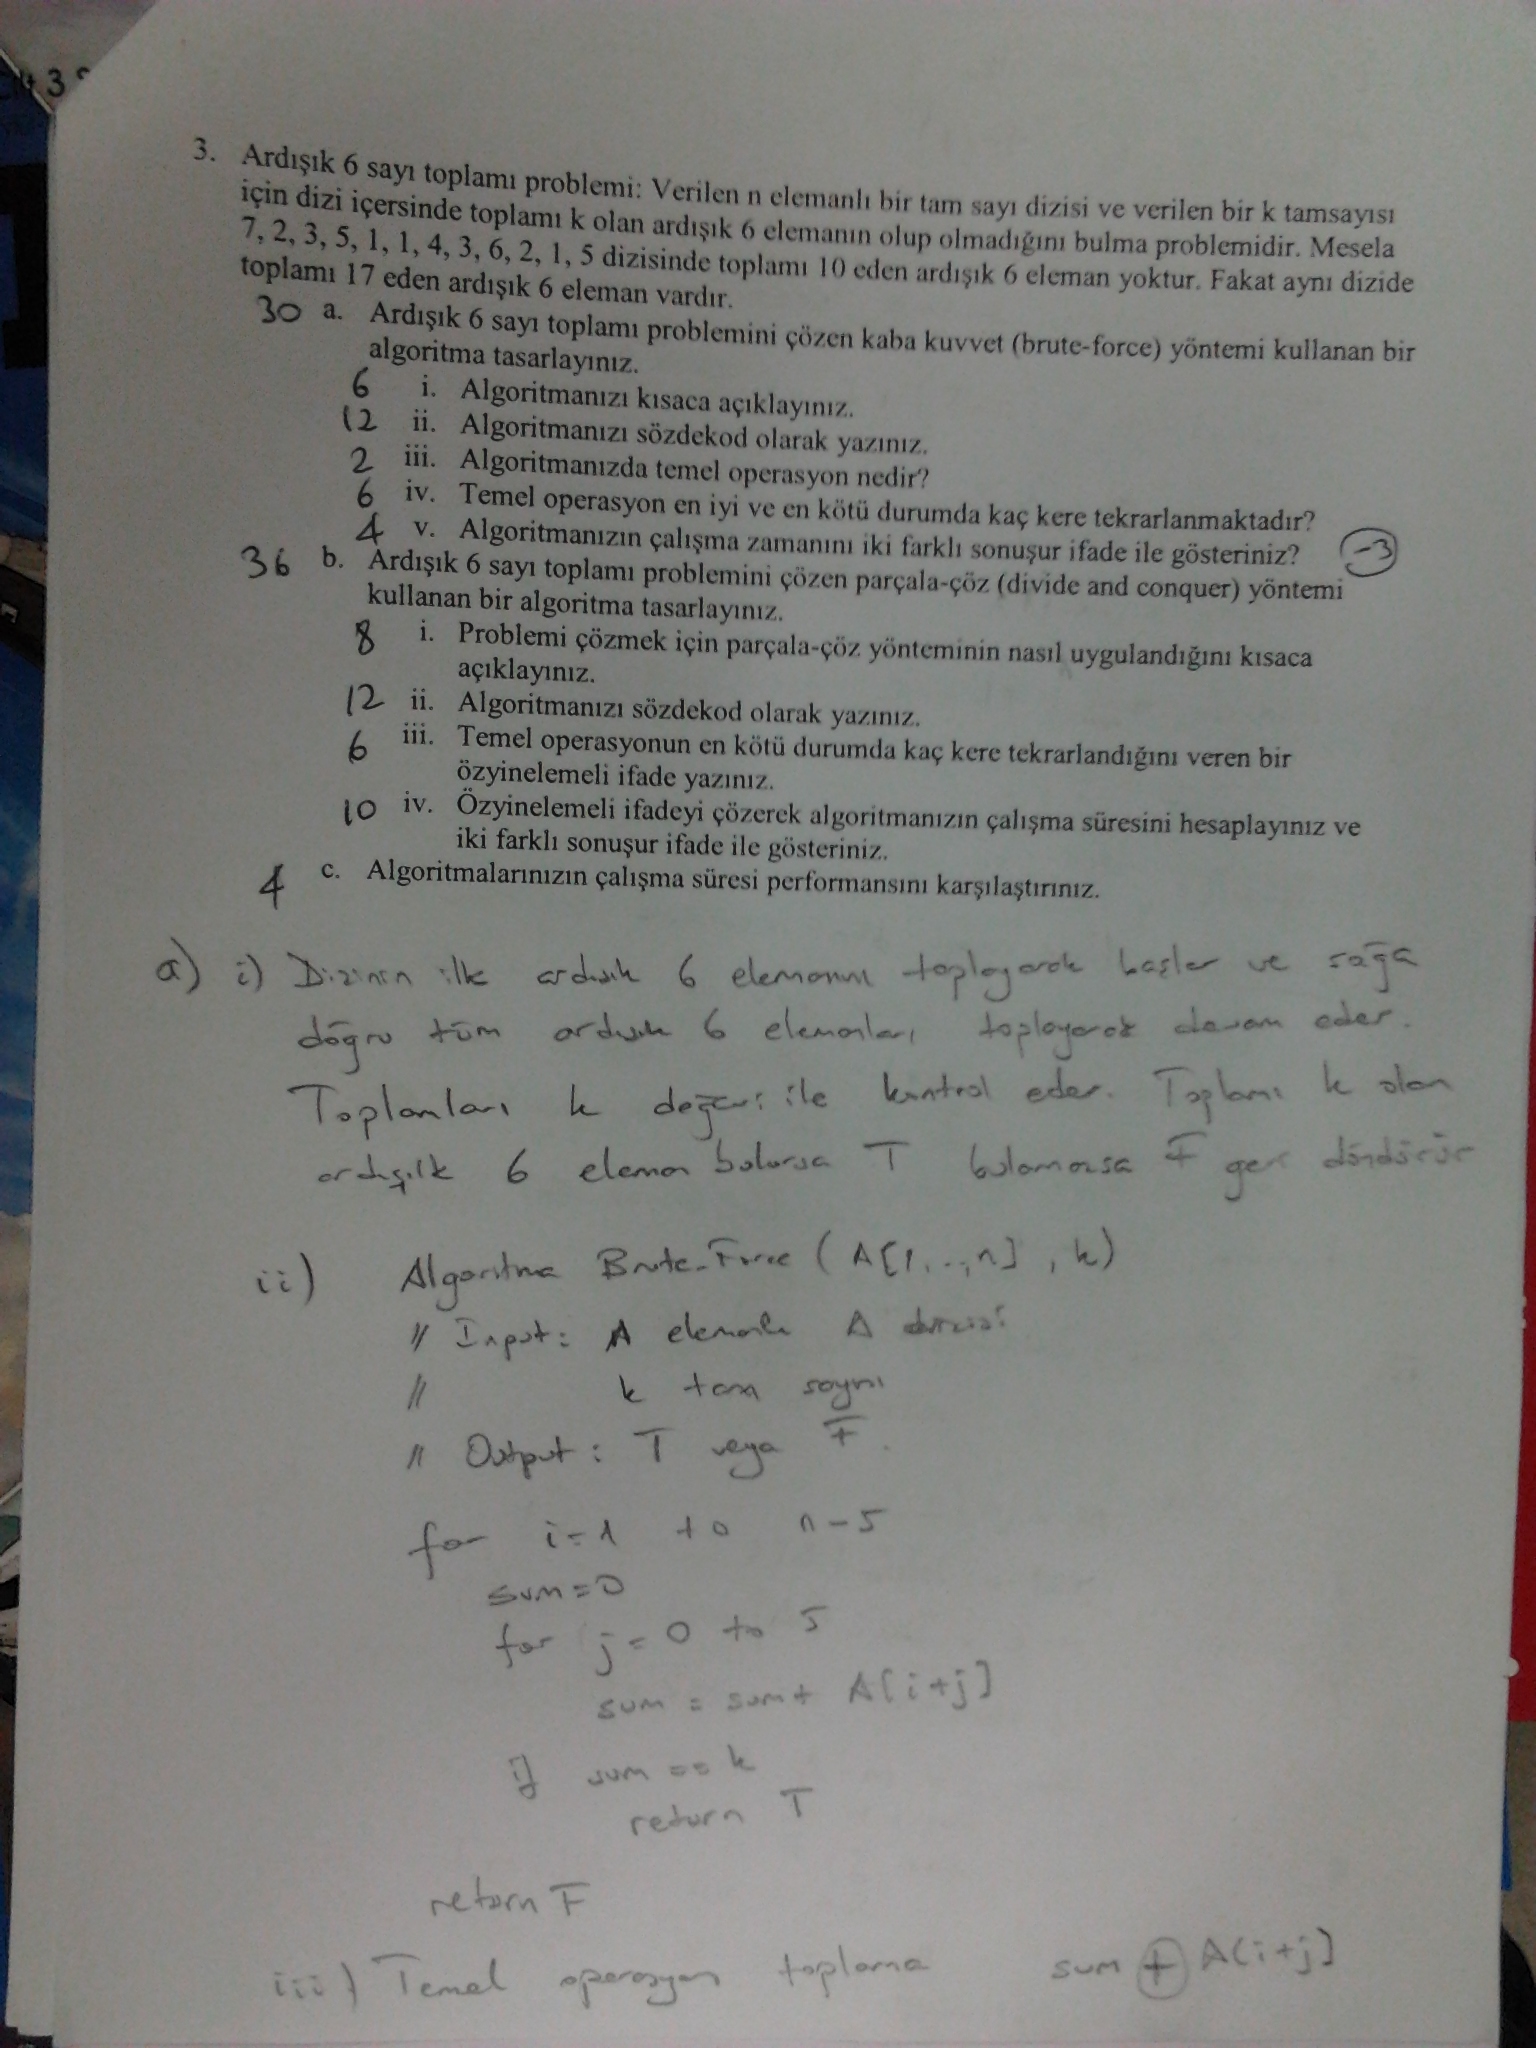 3. Ardışık 6 sayı toplamı problemi: Verilen n elemanlı bir tam sayı dizisi ve verilen bir k tamsayısı
için dizi içersinde toplamı k olan ardışık 6 elemanın olup olmadığını bulma problemidir. Mesela
7, 2, 3, 5, 1, 1, 4, 3, 6, 2, 1, 5 dizisinde toplamı 10 eden ardışık 6 eleman yoktur. Fakat aynı dizide
toplamı 17 eden ardışık 6 eleman vardır.
30 a. Ardışık 6 sayı toplamı problemini çözen kaba kuvvet (brute-force) yöntemi kullanan bir
algoritma tasarlayınız.
6 i. Algoritmanızı kısaca açıklayınız.
12 ii. Algoritmanızı sözdekod olarak yazınız.
2 iii. Algoritmanızda temel operasyon nedir?
6 iv. Temel operasyon en iyi ve en kötü durumda kaç kere tekrarlanmaktadır?
4 v. Algoritmanızın çalışma zamanını iki farklı sonuşur ifade ile gösteriniz? -3
36 b. Ardışık 6 sayı toplamı problemini çözen parçala-çöz (divide and conquer) yöntemi
kullanan bir algoritma tasarlayınız.
8 i. Problemi çözmek için parçala-çöz yönteminin nasıl uygulandığını kısaca
açıklayınız.
12 ii. Algoritmanızı sözdekod olarak yazınız.
6 iii. Temel operasyonun en kötü durumda kaç kere tekrarlandığını veren bir
özyinelemeli ifade yazınız.
10 iv. Özyinelemeli ifadeyi çözerek algoritmanızın çalışma süresini hesaplayınız ve
iki farklı sonuşur ifade ile gösteriniz.
4 c. Algoritmalarınızın çalışma süresi performansını karşılaştırınız.
a) i) Dizinin ilk ardışık 6 elemanını toplayarak başlar ve sağa
doğru tüm ardışık 6 elemanları toplayarak devam eder.
Toplamları k değeri ile kontrol eder. Toplamı k olan
ardışılk 6 eleman bulursa T bulamazsa F geri döndürür
ii) Algoritma Brute-Force (A[1,..,n], k)
// Input: A elemanlı A dizisi
// k tam sayısı
// Output: T veya F.
for i=1 to n-5
sum=0
for j=0 to 5
sum = sum+ A[i+j]
if sum == k
return T
return F
iii) Temel operasyon toplama sum + A[i+j]